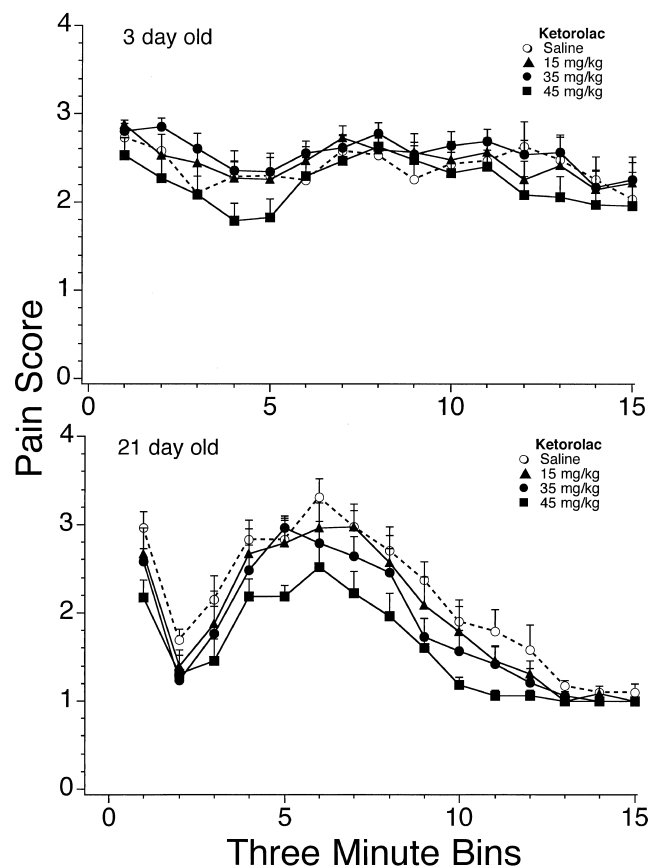 4
3 day old
Ketorolac
Saline
15 mg/kg
35 mg/kg
45 mg/kg
3
2
1
0
0 5 10 15
Pain Score
4
21 day old
Ketorolac
Saline
15 mg/kg
35 mg/kg
45 mg/kg
3
2
1
0
0 5 10 15
Three Minute Bins